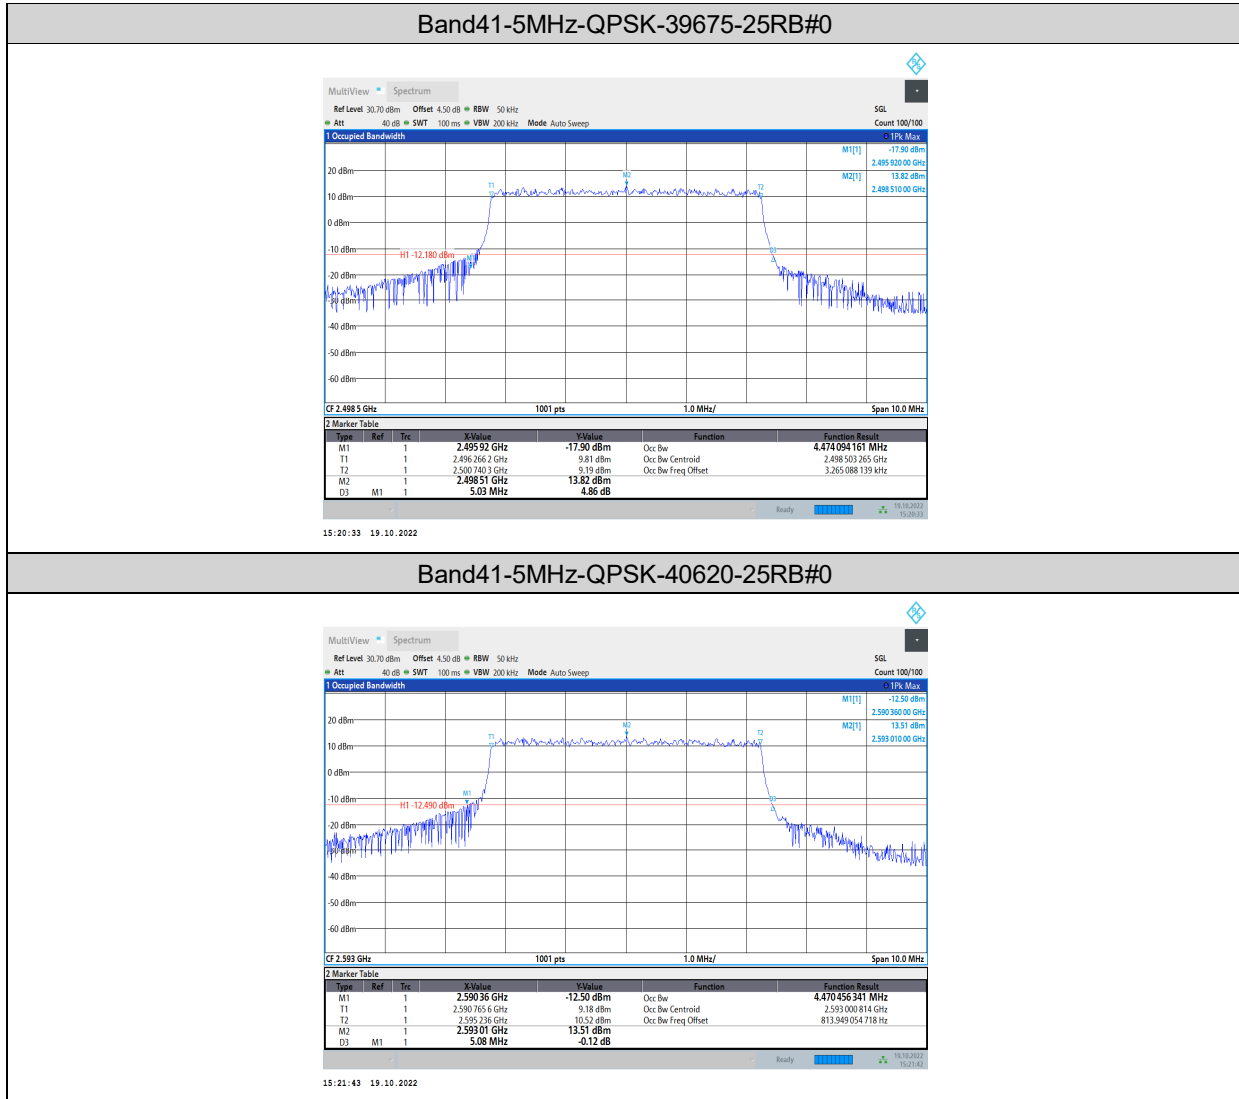 Band41-5MHz-QPSK-39675-25RB#0
MultiView Spectrum
Ref Level 30.70 dBm Offset 4.50 dB RBW 50 kHz SGL
Att 40 dB SWT 100 ms VBW 200 kHz Mode Auto Sweep Count 100/100
1 Occupied Bandwidth 1Pk Max
M1[1] -17.90 dBm
2.495 920 00 GHz
M2[1] 13.82 dBm
2.498 510 00 GHz
20 dBm
T1 M2 T2
10 dBm
0 dBm
-10 dBm
H1 -12.180 dBm M1 D3
-20 dBm
-30 dBm
-40 dBm
-50 dBm
-60 dBm
CF 2.498 5 GHz 1001 pts 1.0 MHz/ Span 10.0 MHz
2 Marker Table
Type Ref Trc X-Value Y-Value Function Function Result
M1 1 2.495 92 GHz -17.90 dBm Occ Bw 4.474 094 161 MHz
T1 1 2.496 266 2 GHz 9.81 dBm Occ Bw Centroid 2.498 503 265 GHz
T2 1 2.500 740 3 GHz 9.19 dBm Occ Bw Freq Offset 3.265 088 139 kHz
M2 1 2.498 51 GHz 13.82 dBm
D3 M1 1 5.03 MHz 4.86 dB
Ready 19.10.2022
15:20:33
15:20:33 19.10.2022
Band41-5MHz-QPSK-40620-25RB#0
MultiView Spectrum
Ref Level 30.70 dBm Offset 4.50 dB RBW 50 kHz SGL
Att 40 dB SWT 100 ms VBW 200 kHz Mode Auto Sweep Count 100/100
1 Occupied Bandwidth 1Pk Max
M1[1] -12.50 dBm
2.590 360 00 GHz
M2[1] 13.51 dBm
2.593 010 00 GHz
20 dBm
T1 M2 T2
10 dBm
0 dBm
-10 dBm
M1
H1 -12.490 dBm D3
-20 dBm
-30 dBm
-40 dBm
-50 dBm
-60 dBm
CF 2.593 GHz 1001 pts 1.0 MHz/ Span 10.0 MHz
2 Marker Table
Type Ref Trc X-Value Y-Value Function Function Result
M1 1 2.590 36 GHz -12.50 dBm Occ Bw 4.470 456 341 MHz
T1 1 2.590 765 6 GHz 9.18 dBm Occ Bw Centroid 2.593 000 814 GHz
T2 1 2.595 236 GHz 10.52 dBm Occ Bw Freq Offset 813.949 054 718 Hz
M2 1 2.593 01 GHz 13.51 dBm
D3 M1 1 5.08 MHz -0.12 dB
Ready 19.10.2022
15:21:42
15:21:43 19.10.2022